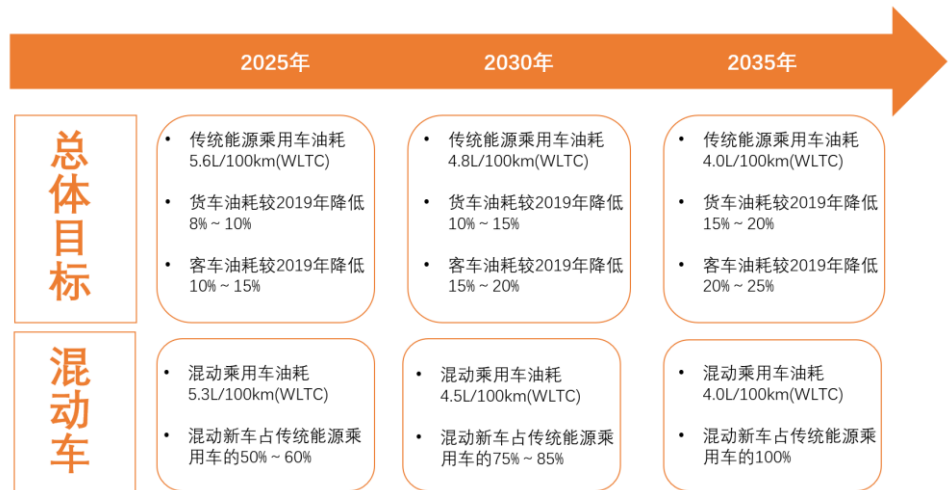 2025年
2030年
2035年
总体目标
• 传统能源乘用车油耗
5.6L/100km(WLTC)
• 货车油耗较2019年降低
8%~10%
• 客车油耗较2019年降低
10%~15%
• 传统能源乘用车油耗
4.8L/100km(WLTC)
• 货车油耗较2019年降低
10%~15%
• 客车油耗较2019年降低
15%~20%
• 传统能源乘用车油耗
4.0L/100km(WLTC)
• 货车油耗较2019年降低
15%~20%
• 客车油耗较2019年降低
20%~25%
混动车
• 混动乘用车油耗
5.3L/100km(WLTC)
• 混动新车占传统能源乘
用车的50%~60%
• 混动乘用车油耗
4.5L/100km(WLTC)
• 混动新车占传统能源乘
用车的75%~85%
• 混动乘用车油耗
4.0L/100km(WLTC)
• 混动新车占传统能源乘
用车的100%